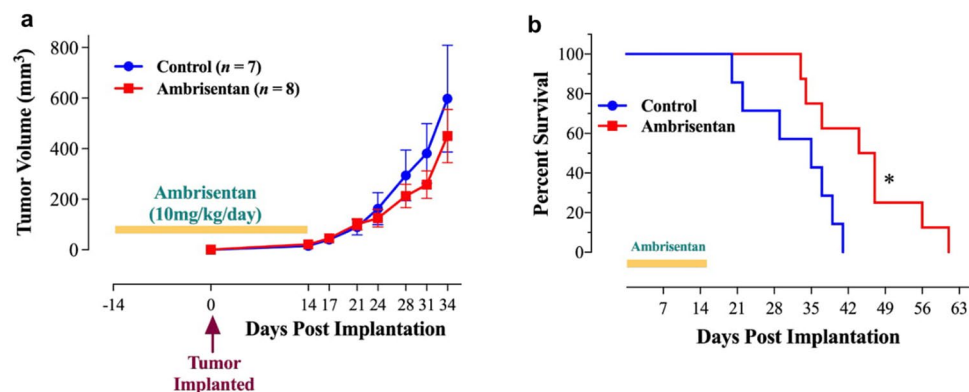 a
Tumor Volume (mm³)
800
600
400
200
0
Control (n = 7)
Ambrisentan (n = 8)
Ambrisentan
(10mg/kg/day)
-14 0 14 17 21 24 28 31 34
Days Post Implantation
Tumor
Implanted
b
Percent Survival
100
80
60
40
20
0
Control
Ambrisentan
*
Ambrisentan
7 14 21 28 35 42 49 56 63
Days Post Implantation